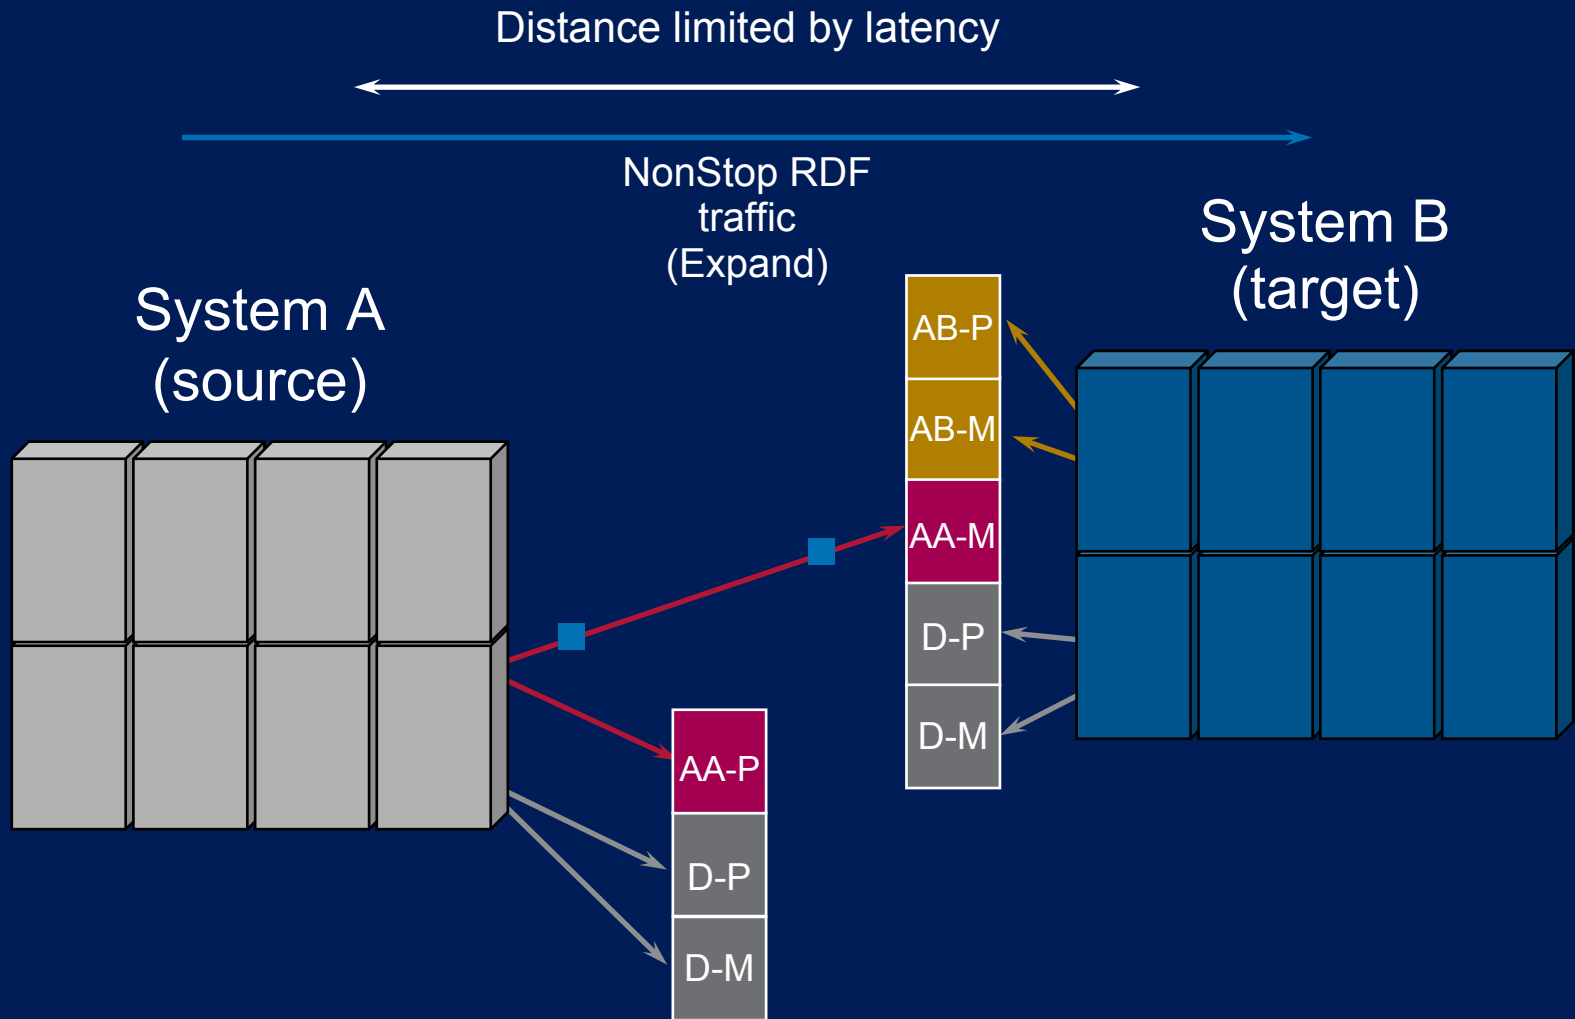 Distance limited by latency
NonStop RDF
traffic
(Expand)
System A
(source)
System B
(target)
AB-P
AB-M
AA-M
D-P
D-M
AA-P
D-P
D-M